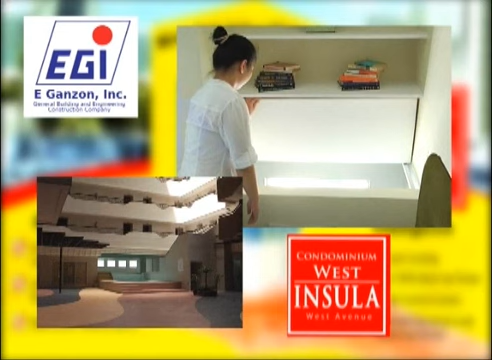 EGI
E Ganzon, Inc.
General Building and Engineering
Construction Company
CONDOMINIUM
WEST
INSULA
West Avenue